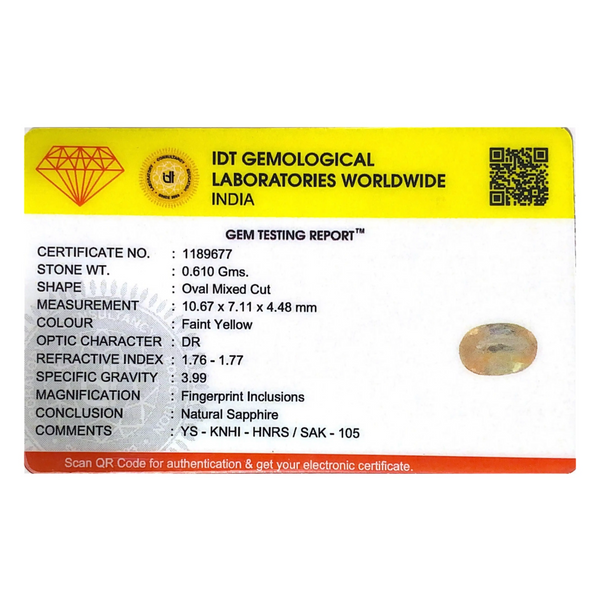 IDT GEMOLOGICAL
LABORATORIES WORLDWIDE
INDIA
GEM TESTING REPORT™
CERTIFICATE NO. : 1189677
STONE WT. : 0.610 Gms.
SHAPE : Oval Mixed Cut
MEASUREMENT : 10.67 x 7.11 x 4.48 mm
COLOUR : Faint Yellow
OPTIC CHARACTER : DR
REFRACTIVE INDEX : 1.76 - 1.77
SPECIFIC GRAVITY : 3.99
MAGNIFICATION : Fingerprint Inclusions
CONCLUSION : Natural Sapphire
COMMENTS : YS - KNHI - HNRS / SAK - 105
Scan QR Code for authentication & get your electronic certificate.